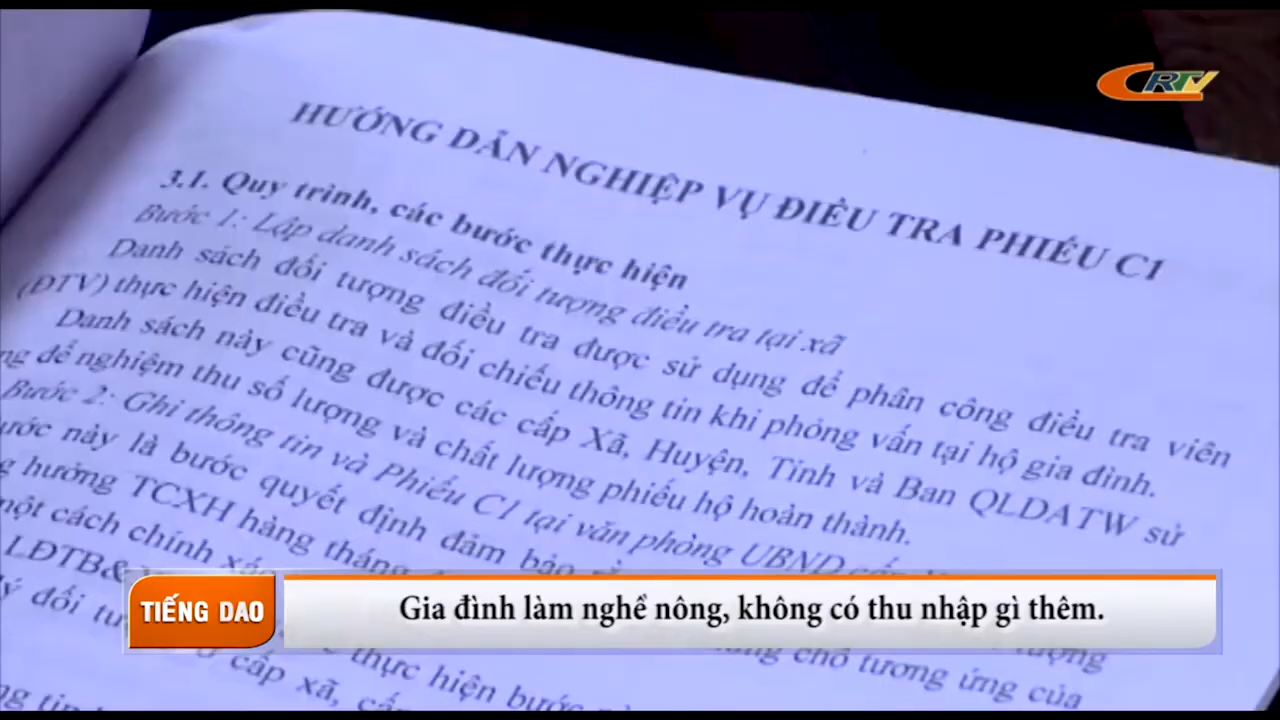 CRTV
HƯỚNG DẪN NGHIỆP VỤ ĐIỀU TRA PHIẾU C1
3.1. Quy trình, các bước thực hiện
Bước 1: Lập danh sách đối tượng điều tra tại xã
Danh sách đối tượng điều tra được sử dụng để phân công điều tra viên
(ĐTV) thực hiện điều tra và đối chiếu thông tin khi phỏng vấn tại hộ gia đình.
Danh sách này cũng được các cấp Xã, Huyện, Tỉnh và Ban QLDATW sử
để nghiệm thu số lượng và chất lượng phiếu hộ hoàn thành.
Bước 2: Ghi thông tin và Phiếu C1 tại văn phòng UBND cấp
này là bước quyết định đảm bảo
hưởng TCXH hàng tháng
một cách chính xác
LĐTB& tượng
đối chỗ tương ứng của
thực hiện bước
cấp xã,
TIẾNG DAO
Gia đình làm nghề nông, không có thu nhập gì thêm.